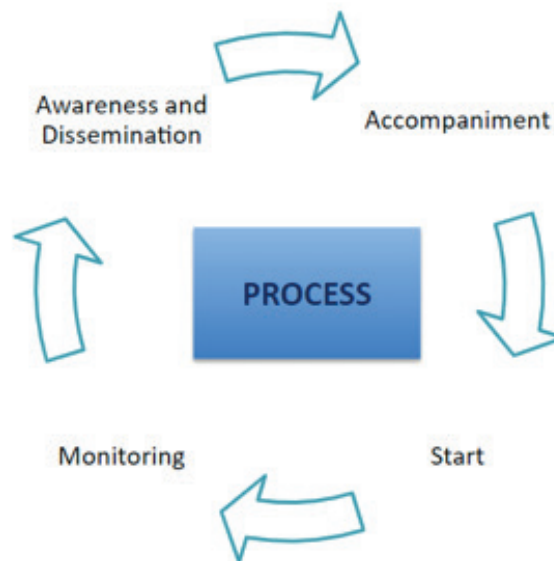 Awareness and
Dissemination
Accompaniment
PROCESS
Monitoring
Start